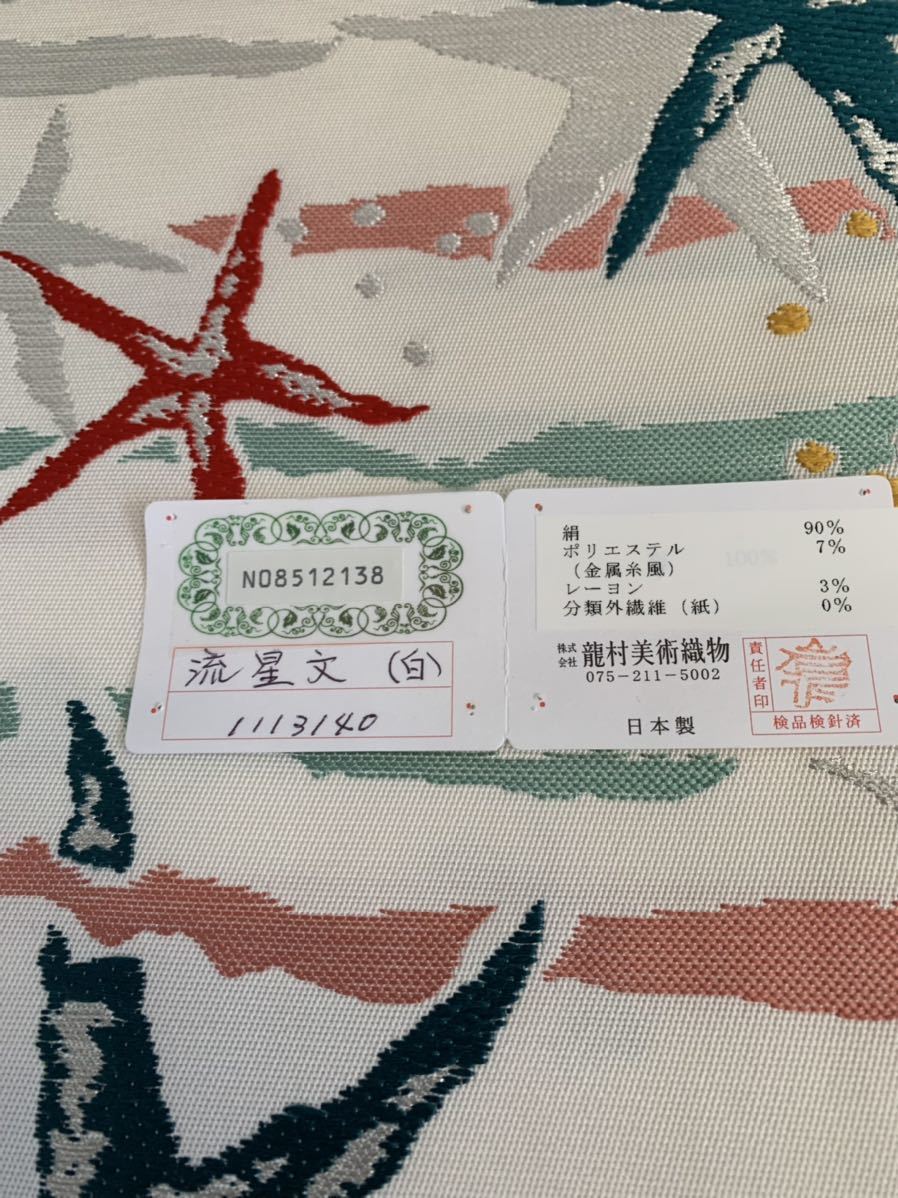 N08512138
流星文 (白)
1113140
絹 90%
ポリエステル 7%
(金属糸風)
レーヨン 3%
分類外繊維 (紙) 0%
100%
株式会社 龍村美術織物
075-211-5002
日本製
責任者印
検品検針済